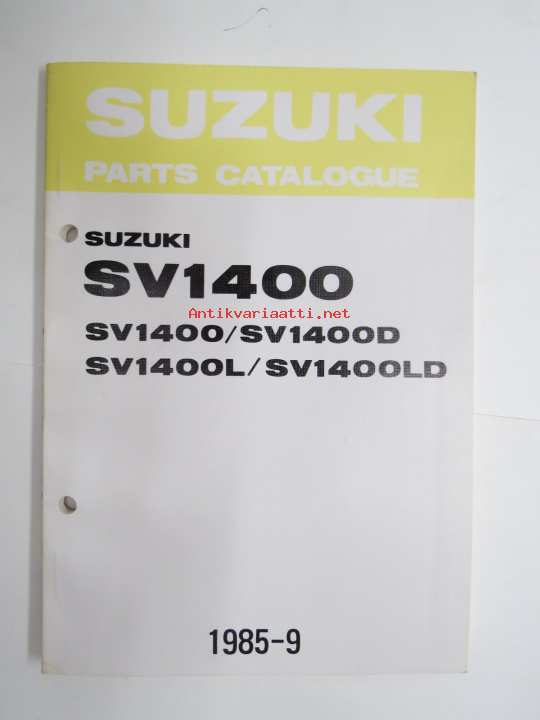 SUZUKI
PARTS CATALOGUE
SUZUKI
SV1400
Antikvariaatti.net
SV1400/SV1400D
SV1400L/SV1400LD
1985-9